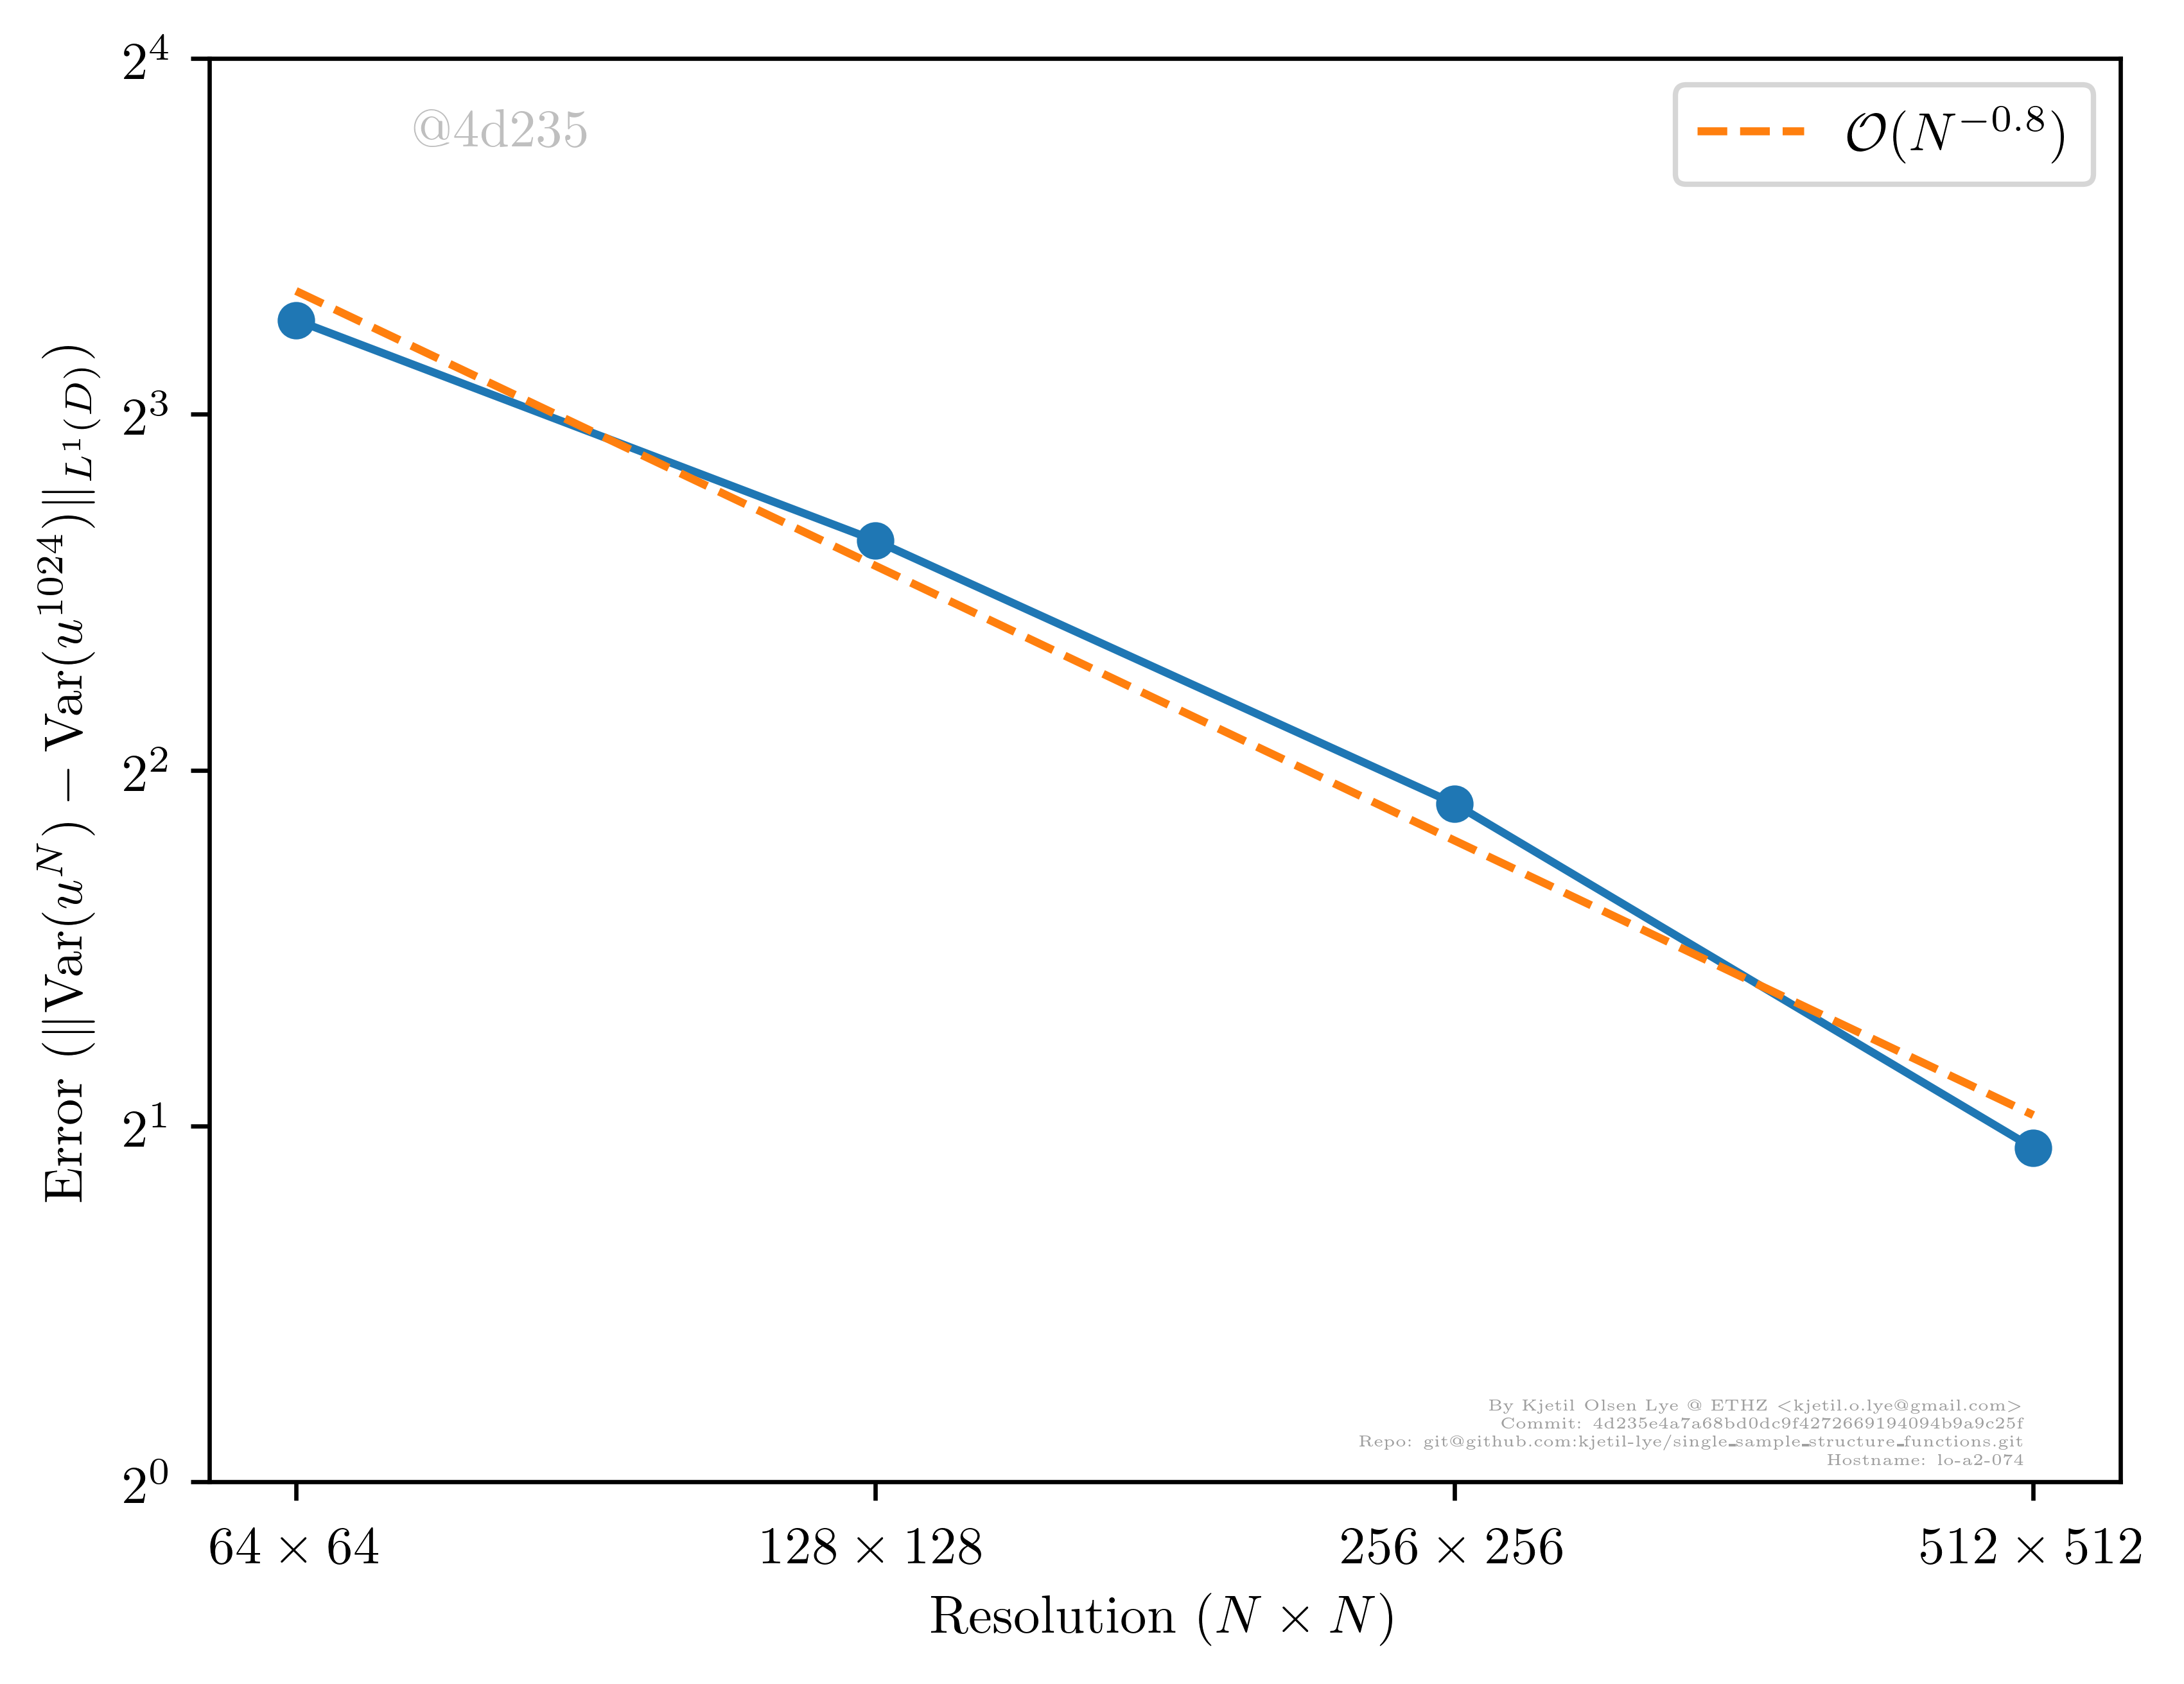 2^4
@4d235
O(N^{-0.8})
2^3
2^2
2^1
2^0
Error (||Var(u^N) − Var(u^{1024})||_{L^1(D)})
By Kjetil Olsen Lye @ ETHZ <kjetil.o.lye@gmail.com>
Commit: 4d235e4a7a68bd0dc9f4272669194094b9a9c25f
Repo: git@github.com:kjetil-lye/single_sample_structure_functions.git
Hostname: lo-a2-074
64 × 64 128 × 128 256 × 256 512 × 512
Resolution (N × N)